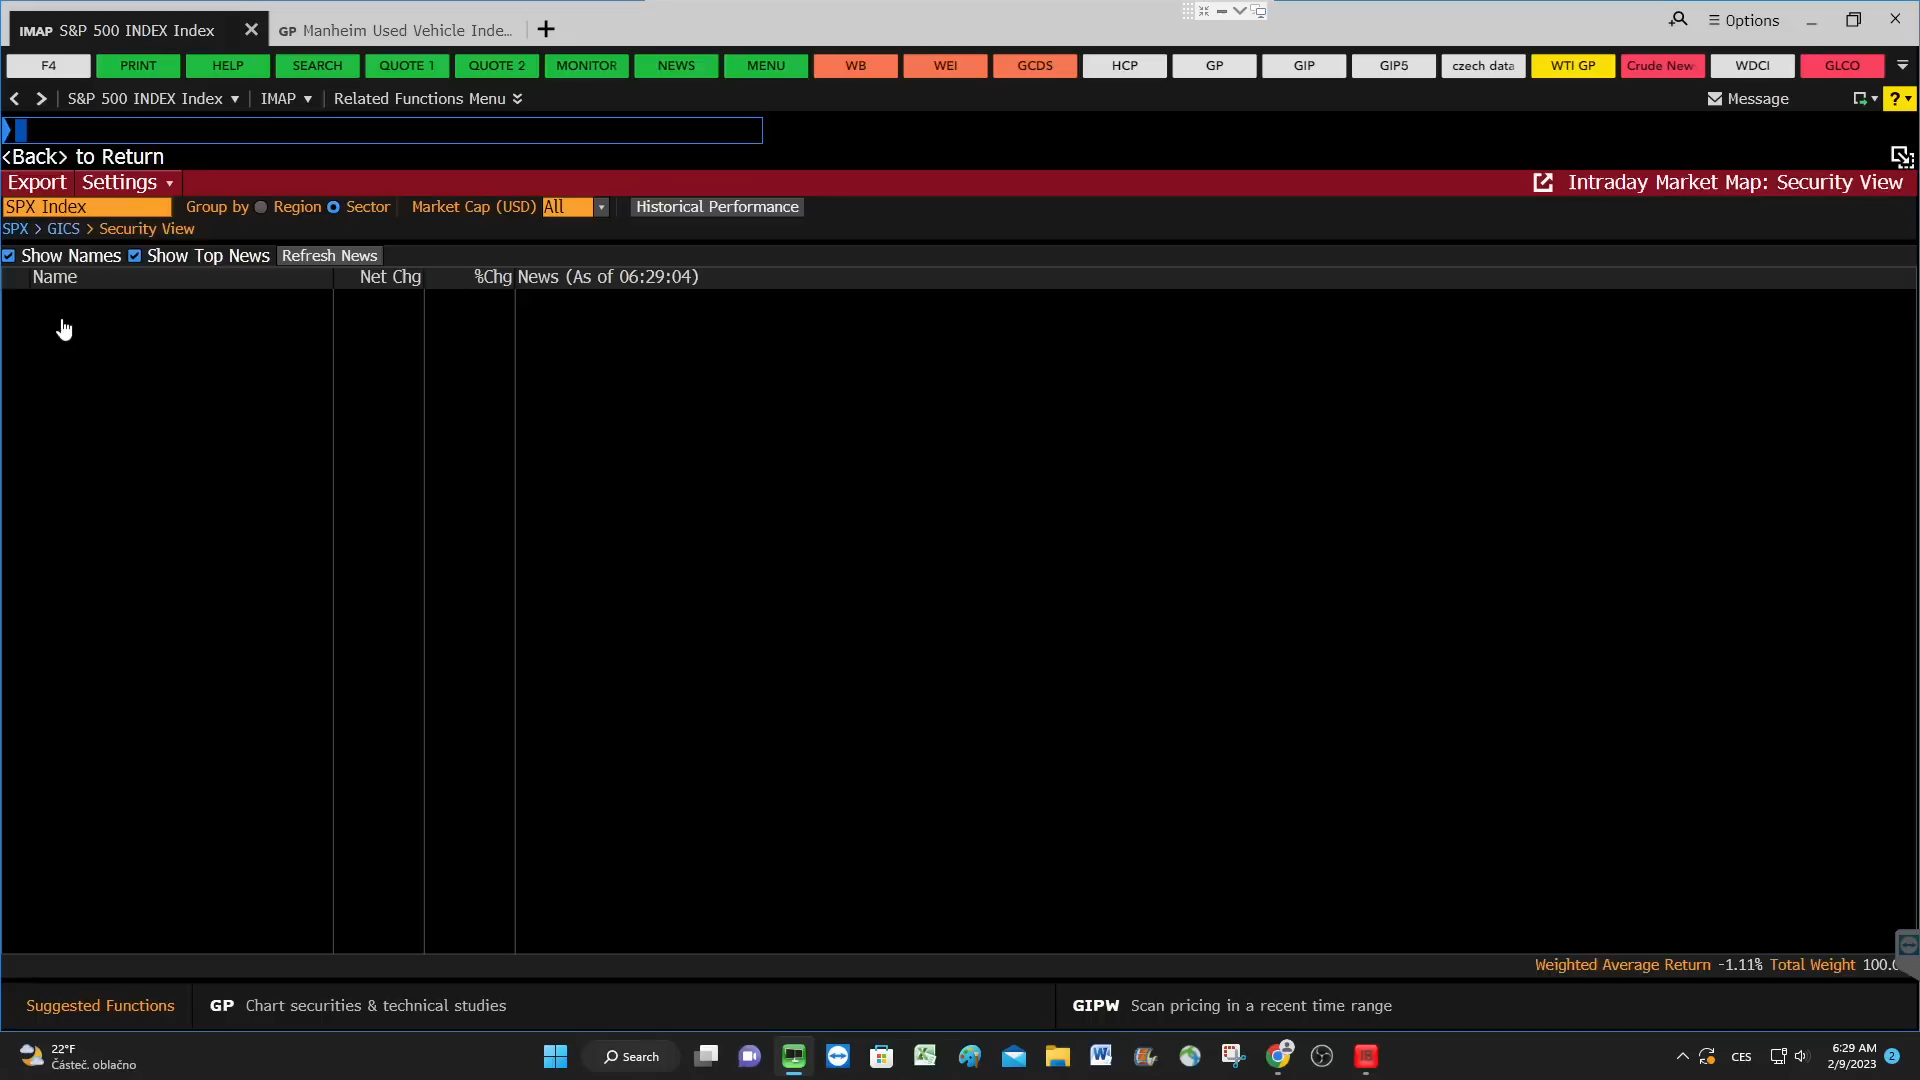 IMAP S&P 500 INDEX Index
GP Manheim Used Vehicle Inde...
Options
F4 PRINT HELP SEARCH QUOTE 1 QUOTE 2 MONITOR NEWS MENU WB WEI GCDS HCP GP GIP GIP5 czech data WTI GP Crude New WDCI GLCO
S&P 500 INDEX Index IMAP Related Functions Menu Message ?
<Back> to Return
Export Settings Intraday Market Map: Security View
SPX Index Group by Region Sector Market Cap (USD) All Historical Performance
SPX > GICS > Security View
Show Names Show Top News Refresh News
Name Net Chg %Chg News (As of 06:29:04)
Weighted Average Return -1.11% Total Weight 100.0
Suggested Functions GP Chart securities & technical studies GIPW Scan pricing in a recent time range
22°F
Částeč. oblačno
Search
CES
6:29 AM
2/9/2023
2